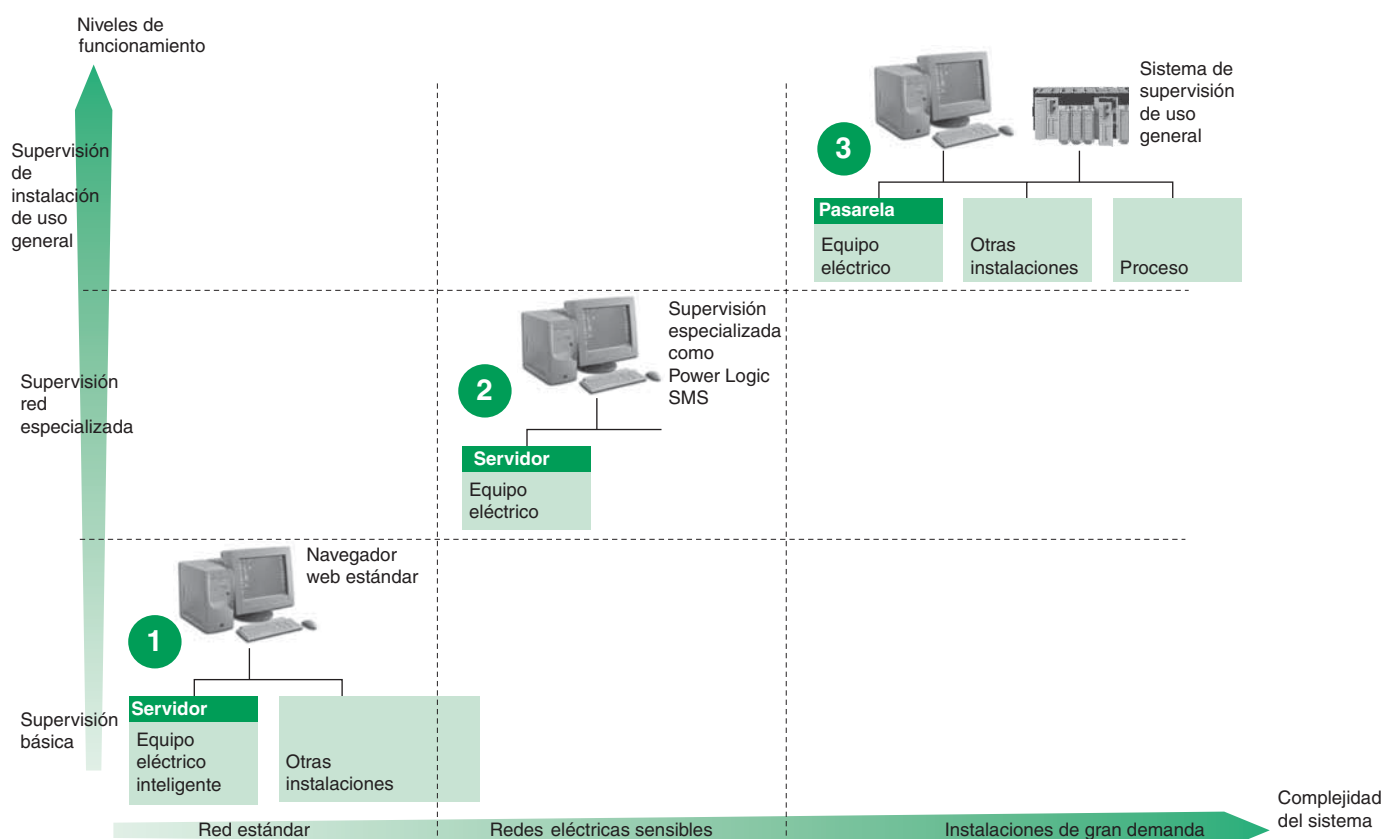 Niveles de
funcionamiento
Supervisión
de
instalación
de uso
general
3
Sistema de
supervisión
de uso
general
Pasarela
Equipo
eléctrico
Otras
instalaciones
Proceso
Supervisión
red
especializada
2
Supervisión
especializada
como
Power Logic
SMS
Servidor
Equipo
eléctrico
Navegador
web estándar
1
Supervisión
básica
Servidor
Equipo
eléctrico
inteligente
Otras
instalaciones
Red estándar
Redes eléctricas sensibles
Instalaciones de gran demanda
Complejidad
del sistema